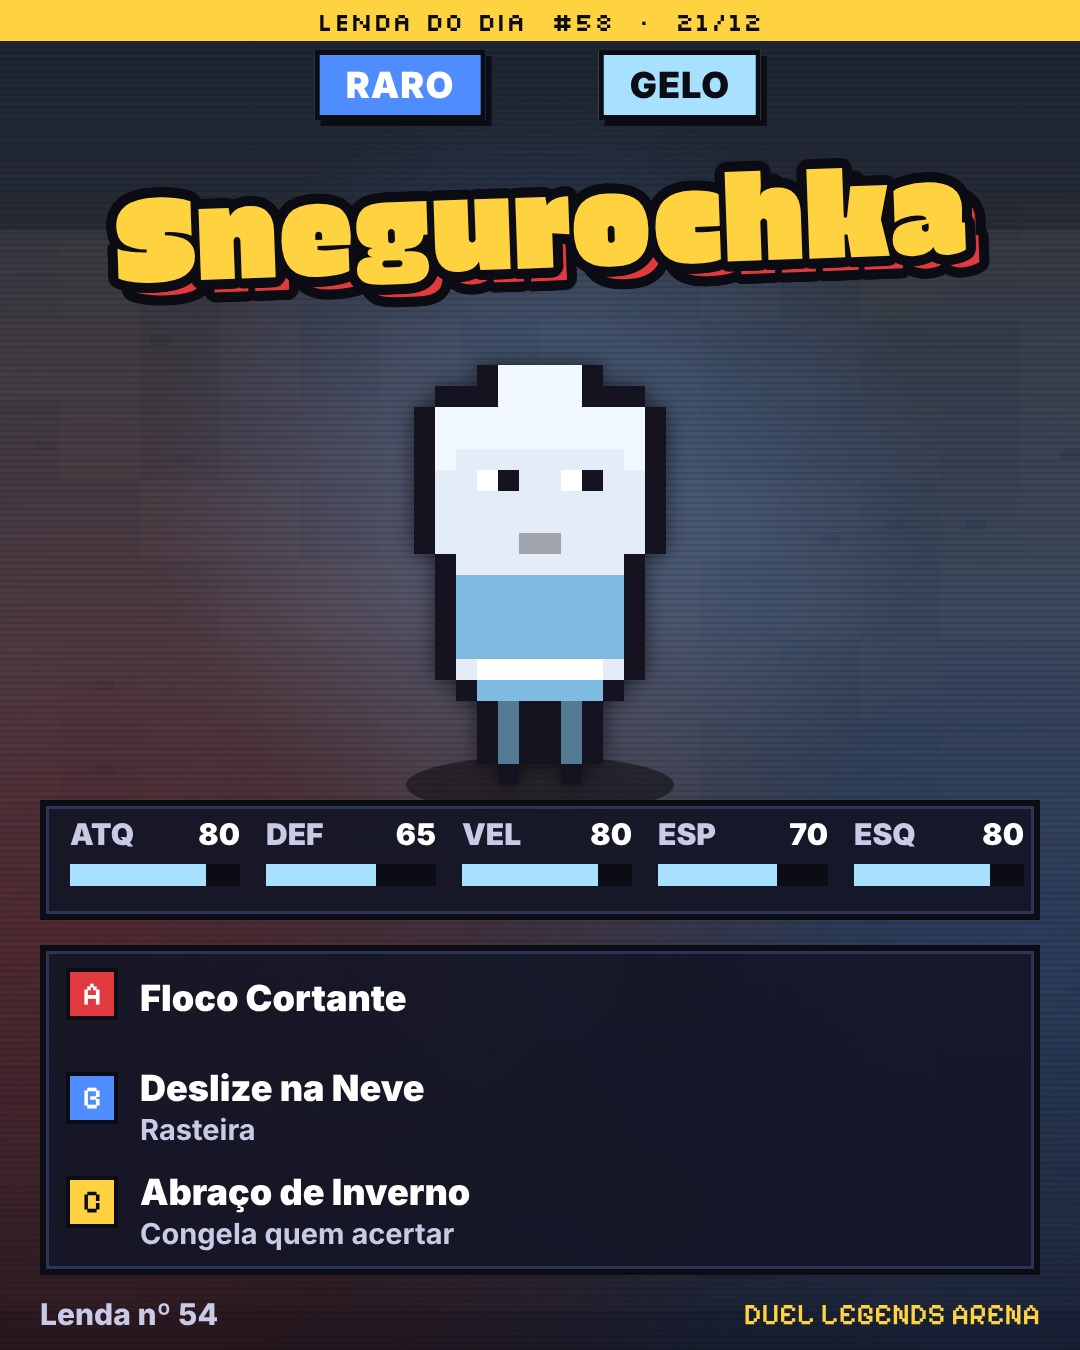 LENDA DO DIA #58 · 21/12
RARO GELO
Snegurochka
ATQ 80 DEF 65 VEL 80 ESP 70 ESQ 80
A Floco Cortante
B Deslize na Neve
Rasteira
C Abraço de Inverno
Congela quem acertar
Lenda nº 54 DUEL LEGENDS ARENA